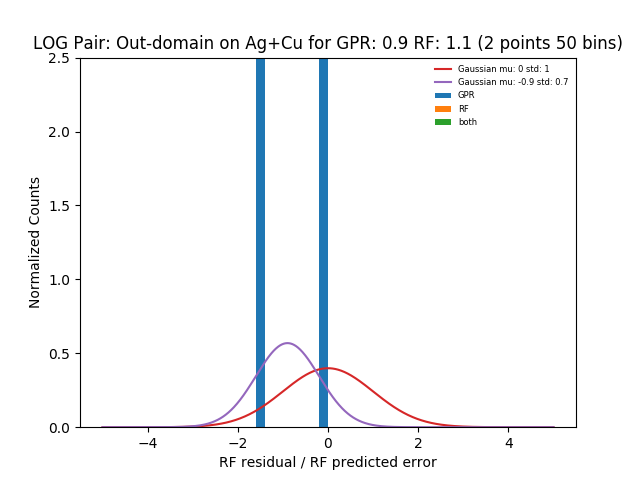 LOG Pair: Out-domain on Ag+Cu for GPR: 0.9 RF: 1.1 (2 points 50 bins)
Gaussian mu: 0 std: 1
Gaussian mu: -0.9 std: 0.7
GPR
RF
both
Normalized Counts
2.5
2.0
1.5
1.0
0.5
0.0
−4 −2 0 2 4
RF residual / RF predicted error